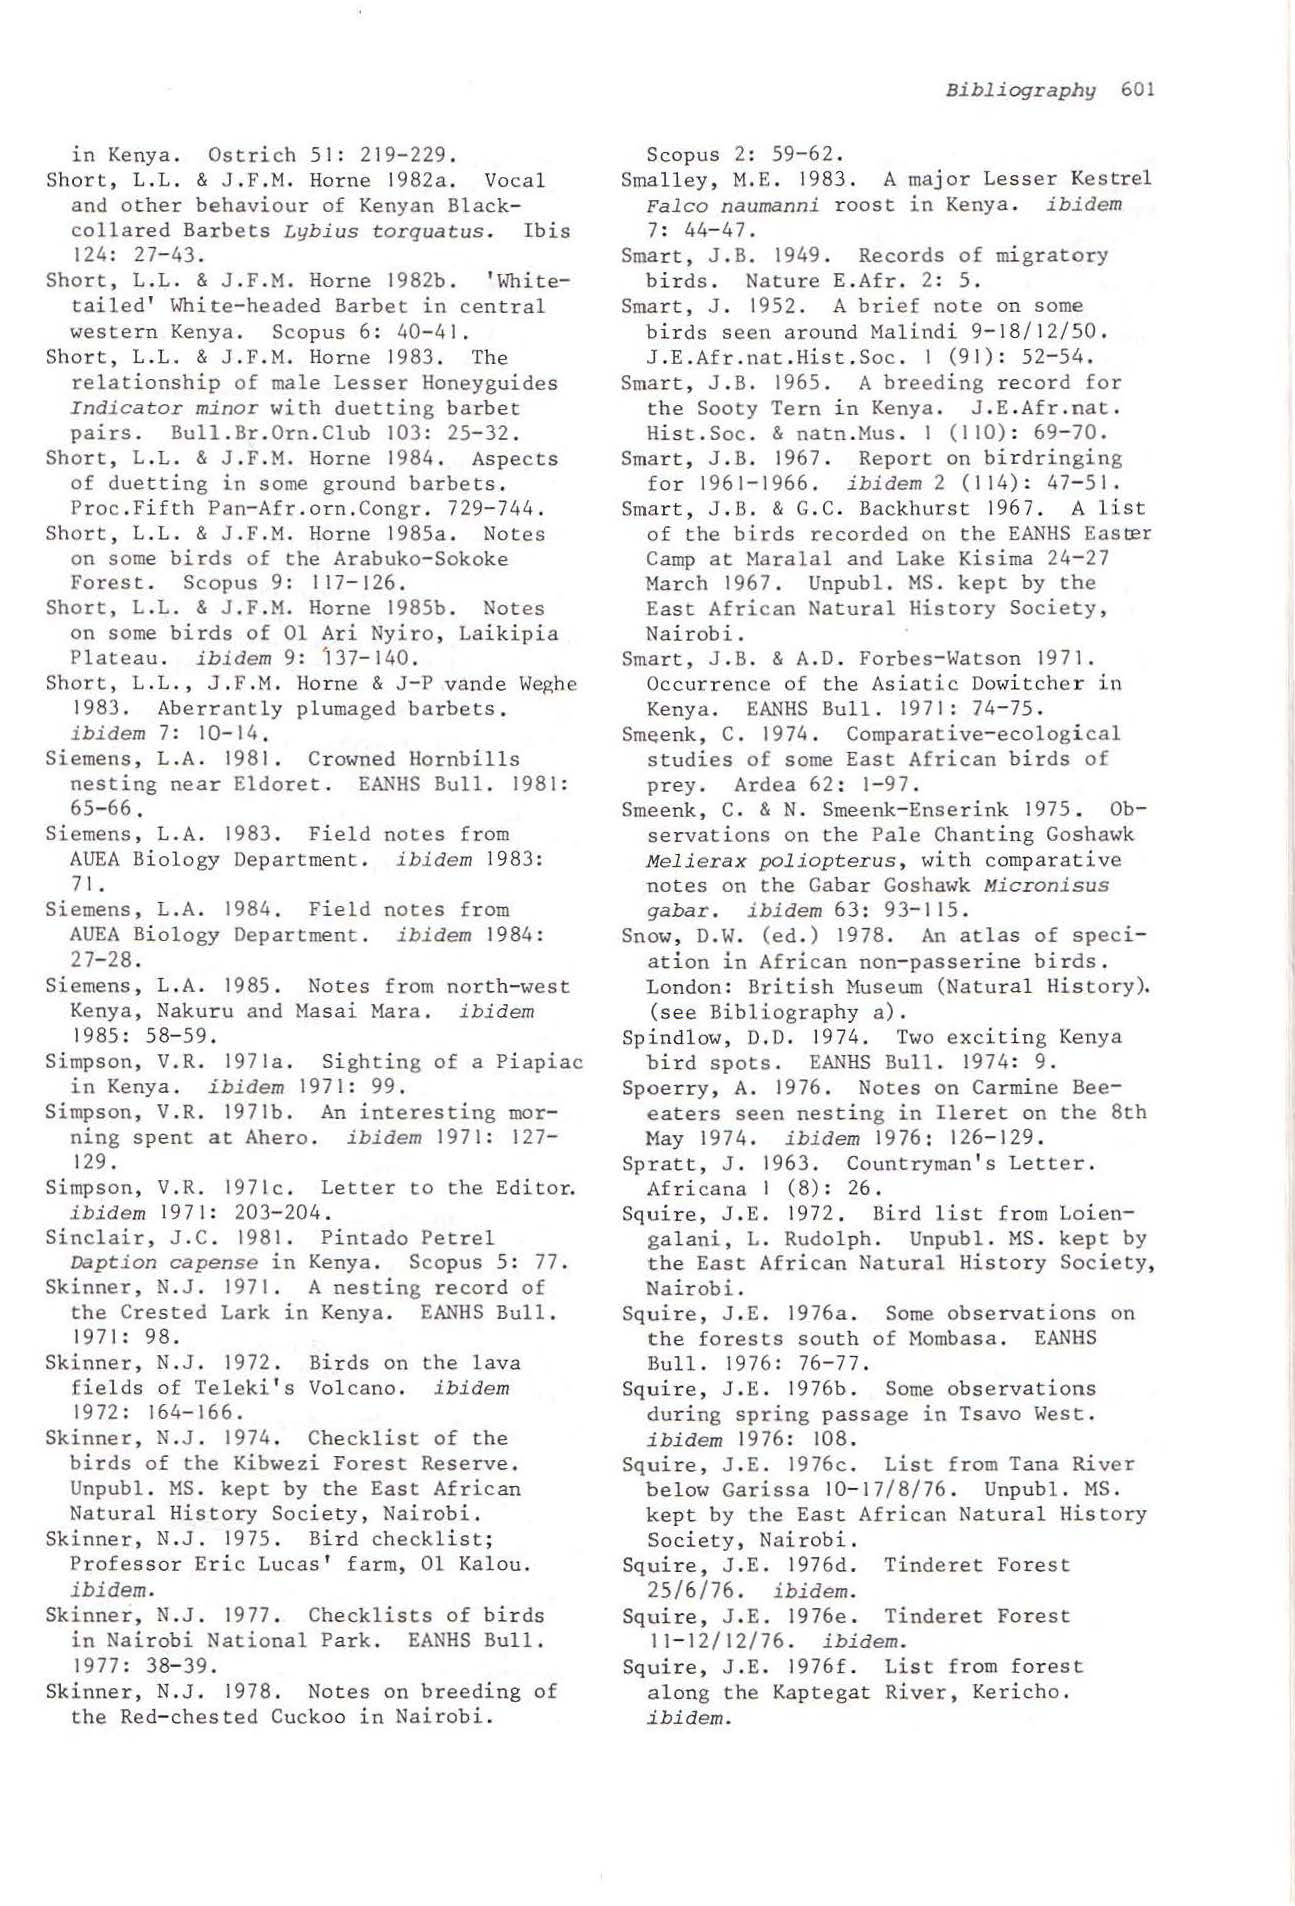 Bibliography 601
in Kenya. Ostrich 51: 219-229.
Short, L.L. & J.F.M. Horne 1982a. Vocal
and other behaviour of Kenyan Black-
collared Barbets Lybius torquatus. Ibis
124: 27-43.
Short, L.L. & J.F.M. Horne 1982b. 'White-
tailed' White-headed Barbet in central
western Kenya. Scopus 6: 40-41.
Short, L.L. & J.F.M. Horne 1983. The
relationship of male Lesser Honeyguides
Indicator minor with duetting barbet
pairs. Bull.Br.Orn.Club 103: 25-32.
Short, L.L. & J.F.M. Horne 1984. Aspects
of duetting in some ground barbets.
Proc.Fifth Pan-Afr.orn.Congr. 729-744.
Short, L.L. & J.F.M. Horne 1985a. Notes
on some birds of the Arabuko-Sokoke
Forest. Scopus 9: 117-126.
Short, L.L. & J.F.M. Horne 1985b. Notes
on some birds of Ol Ari Nyiro, Laikipia
Plateau. ibidem 9: 137-140.
Short, L.L., J.F.M. Horne & J-P vande Weghe
1983. Aberrantly plumaged barbets.
ibidem 7: 10-14.
Siemens, L.A. 1981. Crowned Hornbills
nesting near Eldoret. EANHS Bull. 1981:
65-66.
Siemens, L.A. 1983. Field notes from
AUEA Biology Department. ibidem 1983:
71.
Siemens, L.A. 1984. Field notes from
AUEA Biology Department. ibidem 1984:
27-28.
Siemens, L.A. 1985. Notes from north-west
Kenya, Nakuru and Masai Mara. ibidem
1985: 58-59.
Simpson, V.R. 1971a. Sighting of a Piapiac
in Kenya. ibidem 1971: 99.
Simpson, V.R. 1971b. An interesting mor-
ning spent at Ahero. ibidem 1971: 127-
129.
Simpson, V.R. 1971c. Letter to the Editor.
ibidem 1971: 203-204.
Sinclair, J.C. 1981. Pintado Petrel
Daption capense in Kenya. Scopus 5: 77.
Skinner, N.J. 1971. A nesting record of
the Crested Lark in Kenya. EANHS Bull.
1971: 98.
Skinner, N.J. 1972. Birds on the lava
fields of Teleki's Volcano. ibidem
1972: 164-166.
Skinner, N.J. 1974. Checklist of the
birds of the Kibwezi Forest Reserve.
Unpubl. MS. kept by the East African
Natural History Society, Nairobi.
Skinner, N.J. 1975. Bird checklist;
Professor Eric Lucas' farm, Ol Kalou.
ibidem.
Skinner, N.J. 1977. Checklists of birds
in Nairobi National Park. EANHS Bull.
1977: 38-39.
Skinner, N.J. 1978. Notes on breeding of
the Red-chested Cuckoo in Nairobi.
Scopus 2: 59-62.
Smalley, M.E. 1983. A major Lesser Kestrel
Falco naumanni roost in Kenya. ibidem
7: 44-47.
Smart, J.B. 1949. Records of migratory
birds. Nature E.Afr. 2: 5.
Smart, J. 1952. A brief note on some
birds seen around Malindi 9-18/12/50.
J.E.Afr.nat.Hist.Soc. 1 (91): 52-54.
Smart, J.B. 1965. A breeding record for
the Sooty Tern in Kenya. J.E.Afr.nat.
Hist.Soc. & natn.Mus. 1 (110): 69-70.
Smart, J.B. 1967. Report on birdringing
for 1961-1966. ibidem 2 (114): 47-51.
Smart, J.B. & G.C. Backhurst 1967. A list
of the birds recorded on the EANHS Easter
Camp at Maralal and Lake Kisima 24-27
March 1967. Unpubl. MS. kept by the
East African Natural History Society,
Nairobi.
Smart, J.B. & A.D. Forbes-Watson 1971.
Occurrence of the Asiatic Dowitcher in
Kenya. EANHS Bull. 1971: 74-75.
Smeenk, C. 1974. Comparative-ecological
studies of some East African birds of
prey. Ardea 62: 1-97.
Smeenk, C. & N. Smeenk-Enserink 1975. Ob-
servations on the Pale Chanting Goshawk
Melierax poliopterus, with comparative
notes on the Gabar Goshawk Micronisus
gabar. ibidem 63: 93-115.
Snow, D.W. (ed.) 1978. An atlas of speci-
ation in African non-passerine birds.
London: British Museum (Natural History).
(see Bibliography a).
Spindlow, D.D. 1974. Two exciting Kenya
bird spots. EANHS Bull. 1974: 9.
Spoerry, A. 1976. Notes on Carmine Bee-
eaters seen nesting in Ileret on the 8th
May 1974. ibidem 1976: 126-129.
Spratt, J. 1963. Countryman's Letter.
Africana 1 (8): 26.
Squire, J.E. 1972. Bird list from Loien-
galani, L. Rudolph. Unpubl. MS. kept by
the East African Natural History Society,
Nairobi.
Squire, J.E. 1976a. Some observations on
the forests south of Mombasa. EANHS
Bull. 1976: 76-77.
Squire, J.E. 1976b. Some observations
during spring passage in Tsavo West.
ibidem 1976: 108.
Squire, J.E. 1976c. List from Tana River
below Garissa 10-17/8/76. Unpubl. MS.
kept by the East African Natural History
Society, Nairobi.
Squire, J.E. 1976d. Tinderet Forest
25/6/76. ibidem.
Squire, J.E. 1976e. Tinderet Forest
11-12/12/76. ibidem.
Squire, J.E. 1976f. List from forest
along the Kaptegat River, Kericho.
ibidem.